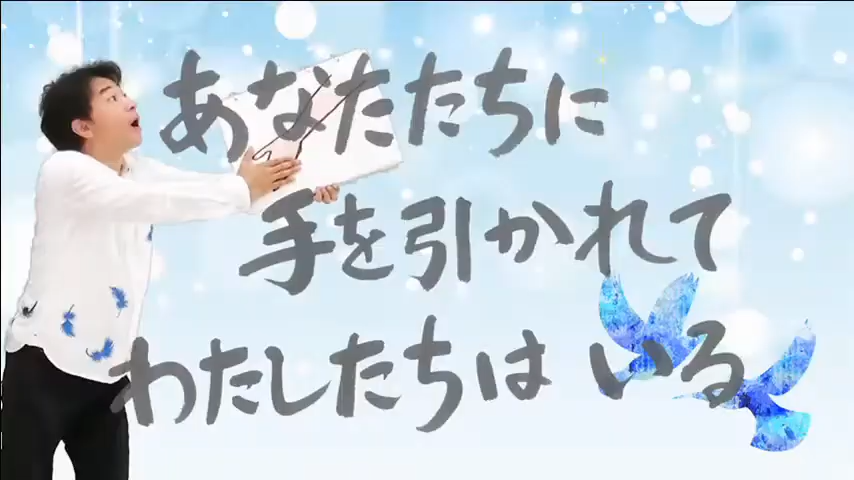 あなたたちに
手を引かれて
わたしたちは いる